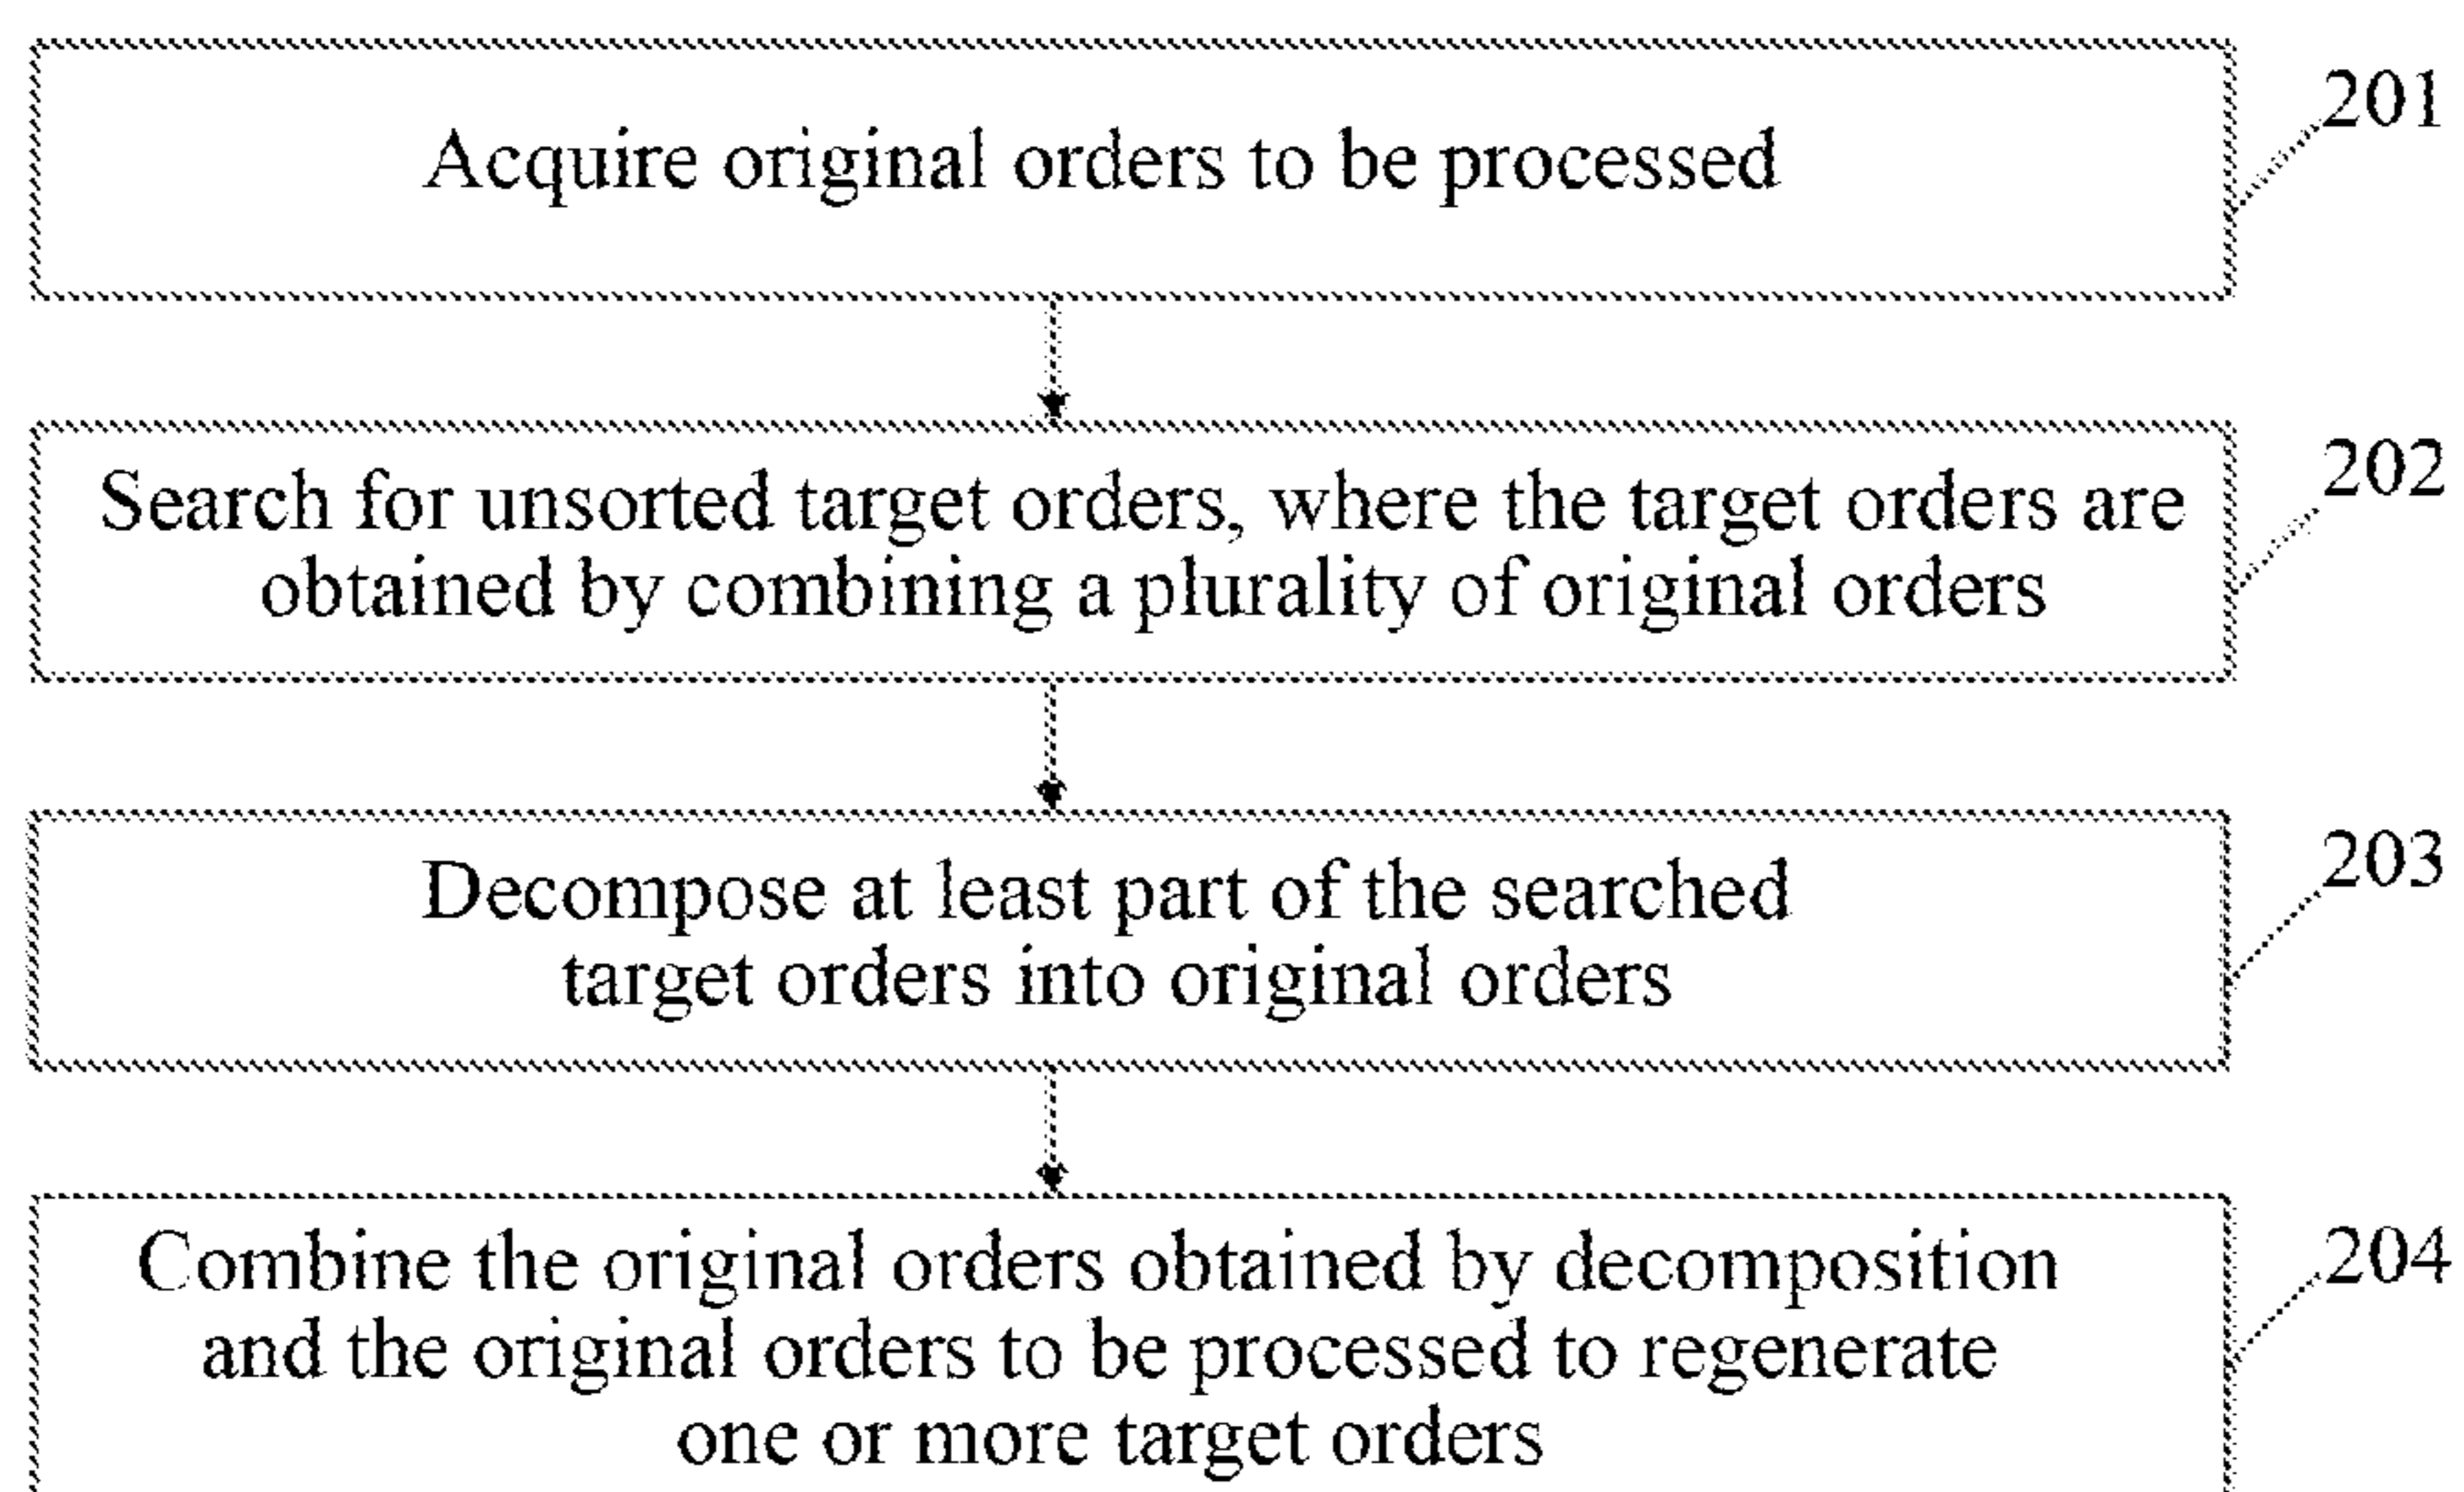 Acquire original orders to be processed
201
Search for unsorted target orders, where the target orders are
obtained by combining a plurality of original orders
202
Decompose at least part of the searched
target orders into original orders
203
Combine the original orders obtained by decomposition
and the original orders to be processed to regenerate
one or more target orders
204